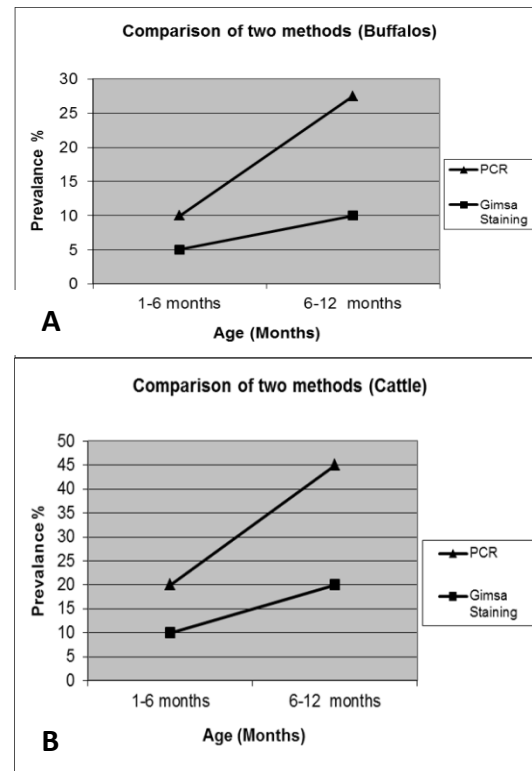 Comparison of two methods (Buffalos)
Prevalance %
30
25
20
15
10
5
0
1-6 months
6-12 months
Age (Months)
PCR
Gimsa
Staining
A
Comparison of two methods (Cattle)
Prevalance %
50
45
40
35
30
25
20
15
10
5
0
1-6 months
6-12 months
Age (Months)
PCR
Gimsa
Staining
B